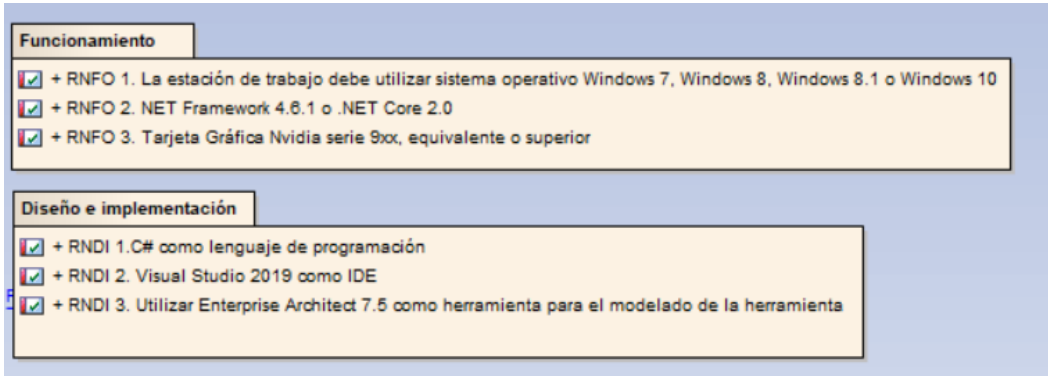 Funcionamiento
+ RNFO 1. La estación de trabajo debe utilizar sistema operativo Windows 7, Windows 8, Windows 8.1 o Windows 10
+ RNFO 2. NET Framework 4.6.1 o .NET Core 2.0
+ RNFO 3. Tarjeta Gráfica Nvidia serie 9xx, equivalente o superior
Diseño e implementación
+ RNDI 1.C# como lenguaje de programación
+ RNDI 2. Visual Studio 2019 como IDE
+ RNDI 3. Utilizar Enterprise Architect 7.5 como herramienta para el modelado de la herramienta